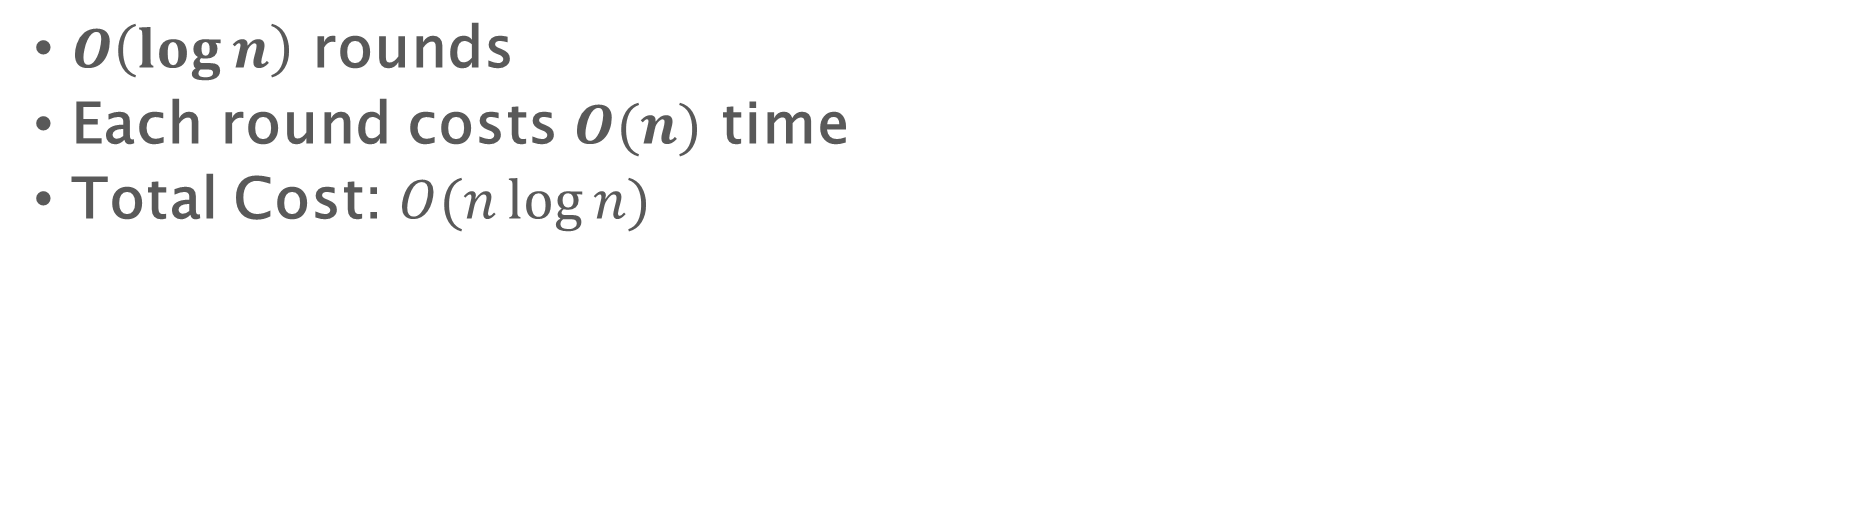 • O(log n) rounds
• Each round costs O(n) time
• Total Cost: O(n log n)